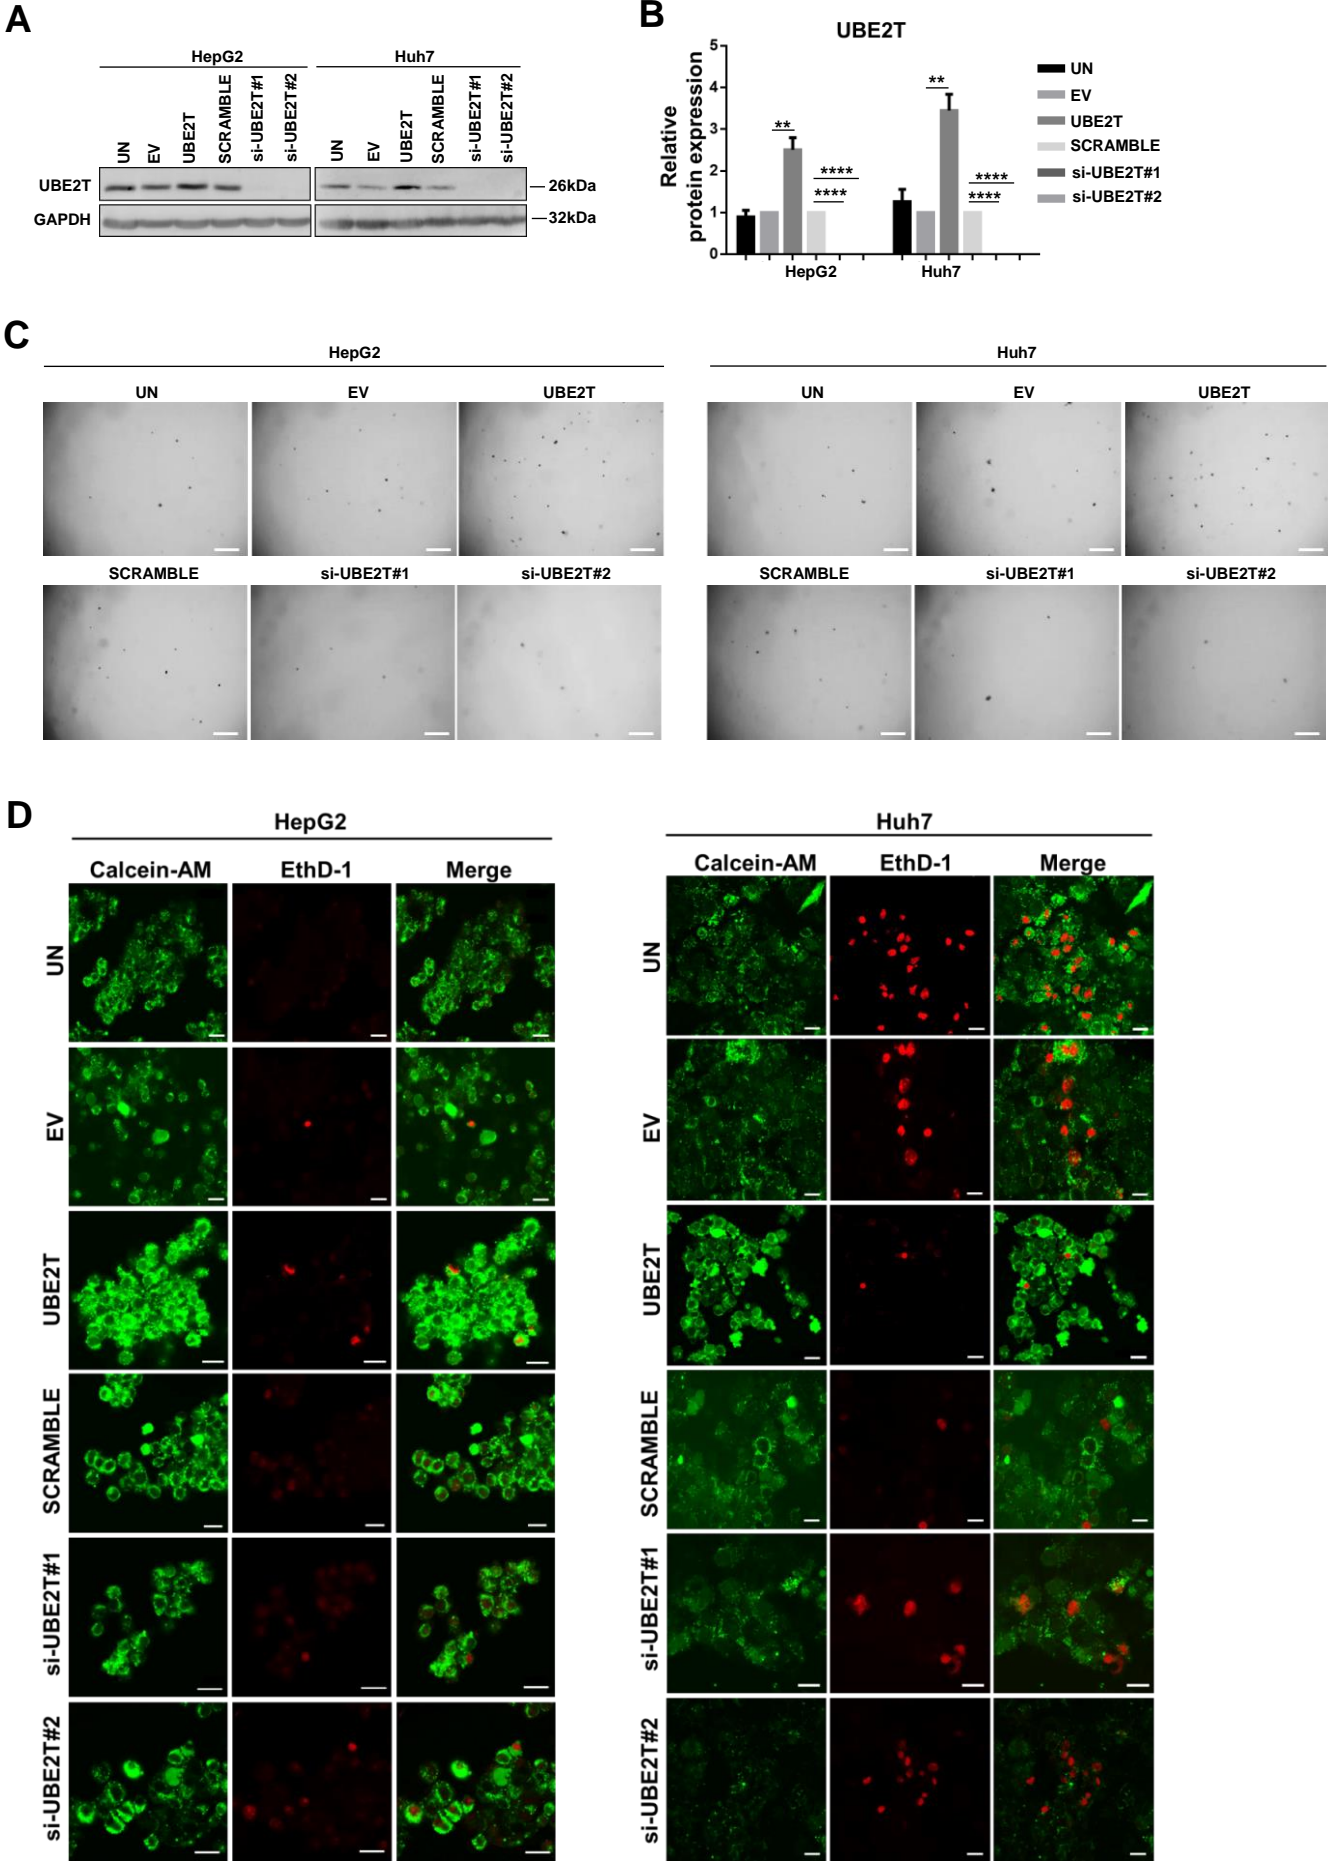 A
HepG2
Huh7
UN
EV
UBE2T
SCRAMBLE
si-UBE2T#1
si-UBE2T#2
UN
EV
UBE2T
SCRAMBLE
si-UBE2T#1
si-UBE2T#2
UBE2T
26kDa
GAPDH
32kDa
B
UBE2T
Relative
protein expression
5
4
3
2
1
0
**
****
****
**
****
****
HepG2
Huh7
UN
EV
UBE2T
SCRAMBLE
si-UBE2T#1
si-UBE2T#2
C
HepG2
Huh7
UN
EV
UBE2T
UN
EV
UBE2T
SCRAMBLE
si-UBE2T#1
si-UBE2T#2
SCRAMBLE
si-UBE2T#1
si-UBE2T#2
D
HepG2
Huh7
Calcein-AM
EthD-1
Merge
Calcein-AM
EthD-1
Merge
UN
UN
EV
EV
UBE2T
UBE2T
SCRAMBLE
SCRAMBLE
si-UBE2T#1
si-UBE2T#1
si-UBE2T#2
si-UBE2T#2